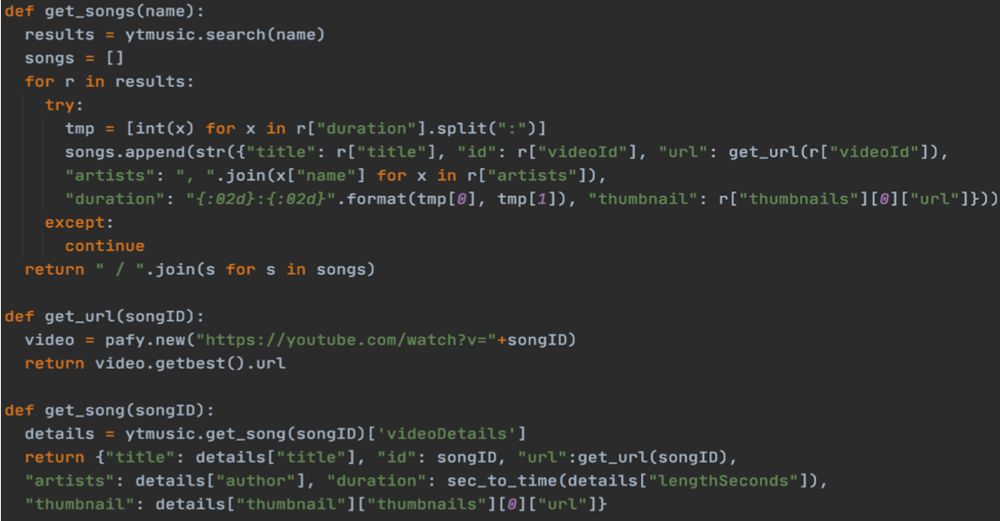 def get_songs(name):
  results = ytmusic.search(name)
  songs = []
  for r in results:
    try:
      tmp = [int(x) for x in r["duration"].split(":")]
      songs.append(str({"title": r["title"], "id": r["videoId"], "url": get_url(r["videoId"]),
      "artists": ", ".join(x["name"] for x in r["artists"]),
      "duration": "{:02d}:{:02d}".format(tmp[0], tmp[1]), "thumbnail": r["thumbnails"][0]["url"]}))
    except:
      continue
  return " / ".join(s for s in songs)

def get_url(songID):
  video = pafy.new("https://youtube.com/watch?v="+songID)
  return video.getbest().url

def get_song(songID):
  details = ytmusic.get_song(songID)['videoDetails']
  return {"title": details["title"], "id": songID, "url":get_url(songID),
  "artists": details["author"], "duration": sec_to_time(details["lengthSeconds"]),
  "thumbnail": details["thumbnail"]["thumbnails"][0]["url"]}